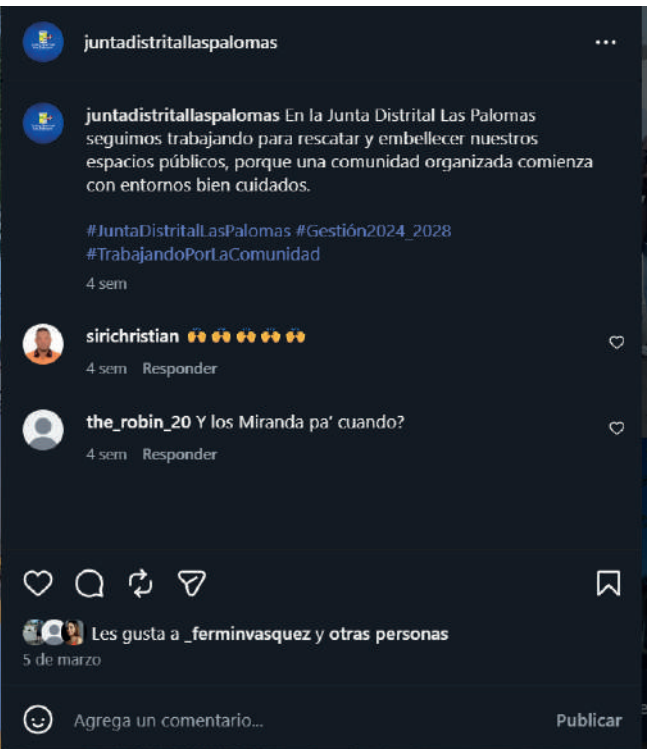 juntadistritallaspalomas
juntadistritallaspalomas En la Junta Distrital Las Palomas
seguimos trabajando para rescatar y embellecer nuestros
espacios públicos, porque una comunidad organizada comienza
con entornos bien cuidados.
#JuntaDistritalLasPalomas #Gestión2024_2028
#TrabajandoPorLaComunidad
4 sem
sirichristian 🙌🙌🙌🙌🙌
4 sem Responder
the_robin_20 Y los Miranda pa' cuando?
4 sem Responder
Les gusta a _ferminvasquez y otras personas
5 de marzo
Agrega un comentario... Publicar